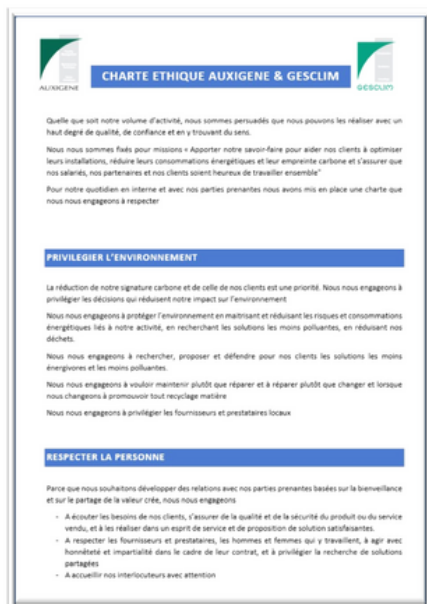 AUXIGENE
CHARTE ETHIQUE AUXIGENE & GESCLIM
GESCLIM
Quelle que soit notre volume d'activité, nous sommes persuadés que nous pouvons les réaliser avec un
haut degré de qualité, de confiance et en y trouvant du sens.
Nous nous sommes fixés pour missions « Apporter notre savoir-faire pour aider nos clients à optimiser
leurs installations, réduire leurs consommations énergétiques et leur empreinte carbone et s'assurer que
nos salariés, nos partenaires et nos clients soient heureux de travailler ensemble"
Pour notre quotidien en interne et avec nos parties prenantes nous avons mis en place une charte que
nous nous engageons à respecter
PRIVILEGIER L'ENVIRONNEMENT
La réduction de notre signature carbone et de celle de nos clients est une priorité. Nous nous engageons à
privilégier les décisions qui réduisent notre impact sur l'environnement
Nous nous engageons à protéger l'environnement en maitrisant et réduisant les risques et consommations
énergétiques liés à notre activité, en recherchant les solutions les moins polluantes, en réduisant nos
déchets.
Nous nous engageons à rechercher, proposer et défendre pour nos clients les solutions les moins
énergivores et les moins polluantes.
Nous nous engageons à vouloir maintenir plutôt que réparer et à réparer plutôt que changer et lorsque
nous changeons à promouvoir tout recyclage matière
Nous nous engageons à privilégier les fournisseurs et prestataires locaux
RESPECTER LA PERSONNE
Parce que nous souhaitons développer des relations avec nos parties prenantes basées sur la bienveillance
et sur le partage de la valeur crée, nous nous engageons
- A écouter les besoins de nos clients, s'assurer de la qualité et de la sécurité du produit ou du service
vendu, et à les réaliser dans un esprit de service et de proposition de solution satisfaisantes.
- A respecter les fournisseurs et prestataires, les hommes et femmes qui y travaillent, à agir avec
honnêteté et impartialité dans le cadre de leur contrat, et à privilégier la recherche de solutions
partagées
- A accueillir nos interlocuteurs avec attention